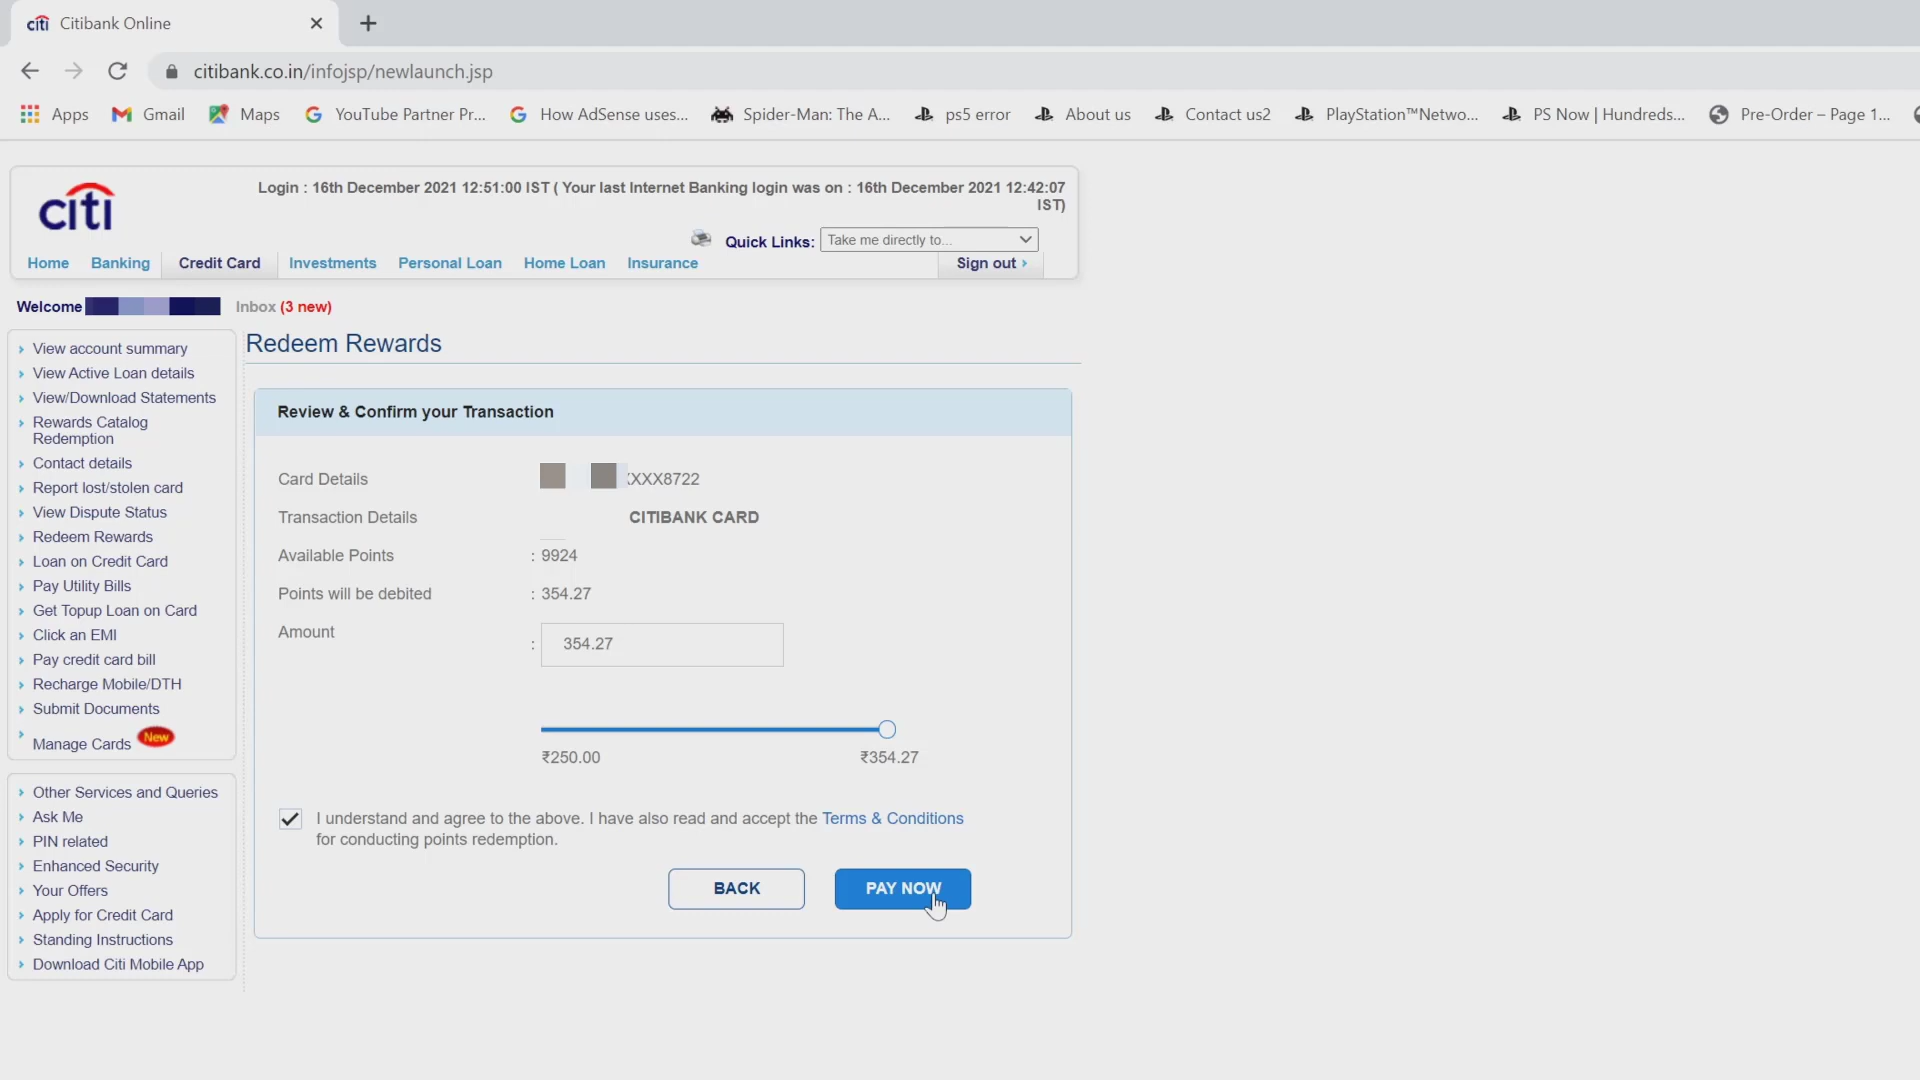 citi Citibank Online
citibank.co.in/infojsp/newlaunch.jsp
Apps Gmail Maps YouTube Partner Pr... How AdSense uses... Spider-Man: The A... ps5 error About us Contact us2 PlayStation™Netwo... PS Now | Hundreds... Pre-Order – Page 1...
citi
Login : 16th December 2021 12:51:00 IST ( Your last Internet Banking login was on : 16th December 2021 12:42:07
IST)
Quick Links: Take me directly to...
Home Banking Credit Card Investments Personal Loan Home Loan Insurance Sign out ›
Welcome Inbox (3 new)
Redeem Rewards
View account summary
View Active Loan details
View/Download Statements
Rewards Catalog
Redemption
Contact details
Report lost/stolen card
View Dispute Status
Redeem Rewards
Loan on Credit Card
Pay Utility Bills
Get Topup Loan on Card
Click an EMI
Pay credit card bill
Recharge Mobile/DTH
Submit Documents
Manage Cards New
Other Services and Queries
Ask Me
PIN related
Enhanced Security
Your Offers
Apply for Credit Card
Standing Instructions
Download Citi Mobile App
Review & Confirm your Transaction
Card Details XXX8722
Transaction Details CITIBANK CARD
Available Points : 9924
Points will be debited : 354.27
Amount : 354.27
₹250.00 ₹354.27
I understand and agree to the above. I have also read and accept the Terms & Conditions
for conducting points redemption.
BACK PAY NOW